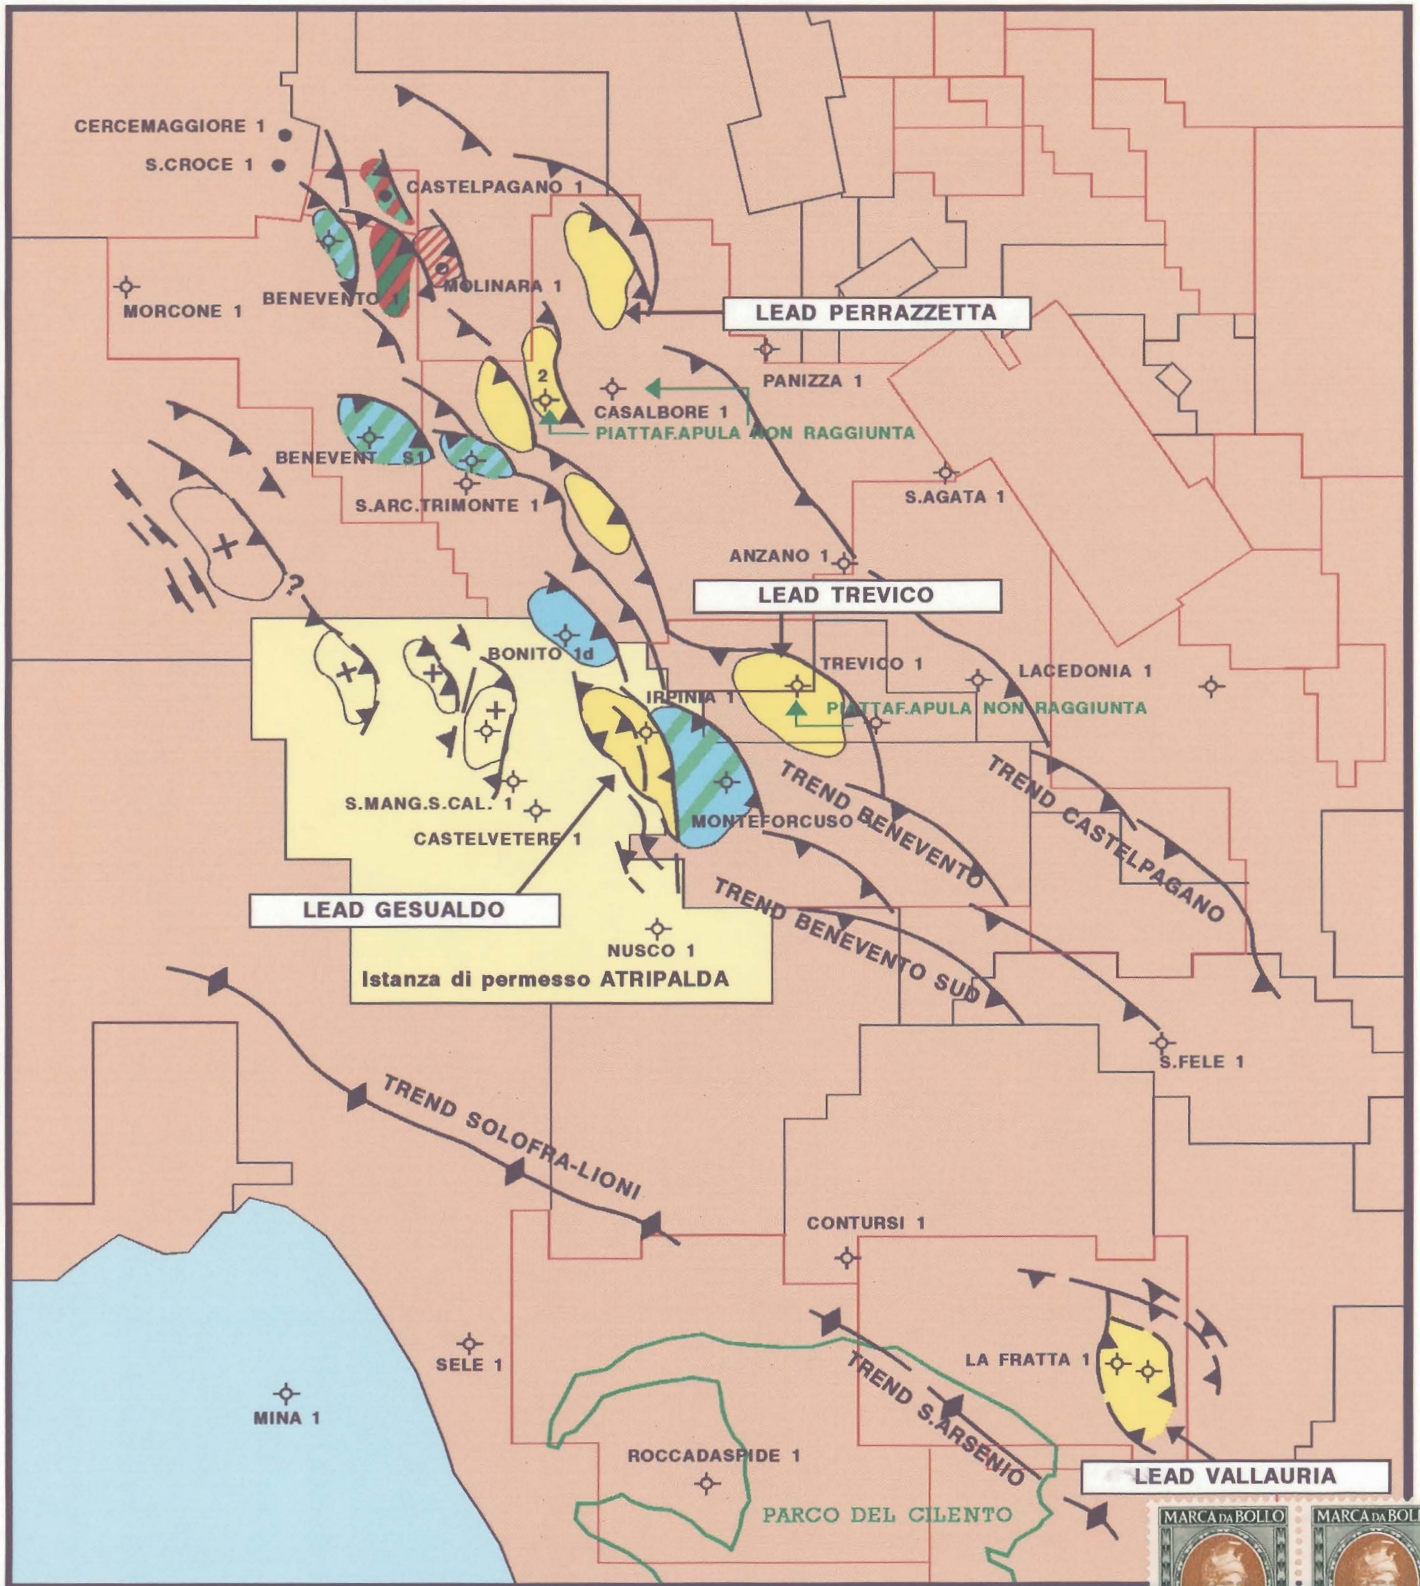 CERCEMAGGIORE 1
S.CROCE 1
CASTELPAGANO 1
MORCONE 1
BENEVENTO 1
MOLINARA 1
LEAD PERRAZZETTA
PANIZZA 1
2
CASALBORE 1
PIATTAF.APULA NON RAGGIUNTA
BENEVENT S1
S.ARC.TRIMONTE 1
S.AGATA 1
ANZANO 1
?
LEAD TREVICO
BONITO 1d
TREVICO 1
LACEDONIA 1
IRPINIA 1
PIATTAF.APULA NON RAGGIUNTA
S.MANG.S.CAL. 1
CASTELVETERE 1
MONTEFORCUSO
TREND BENEVENTO
TREND CASTELPAGANO
LEAD GESUALDO
TREND BENEVENTO SUD
NUSCO 1
Istanza di permesso ATRIPALDA
S.FELE 1
TREND SOLOFRA-LIONI
CONTURSI 1
SELE 1
LA FRATTA 1
TREND S.ARSENIO
MINA 1
ROCCADASPIDE 1
LEAD VALLAURIA
PARCO DEL CILENTO
MARCA DA BOLLO
MARCA DA BOLL